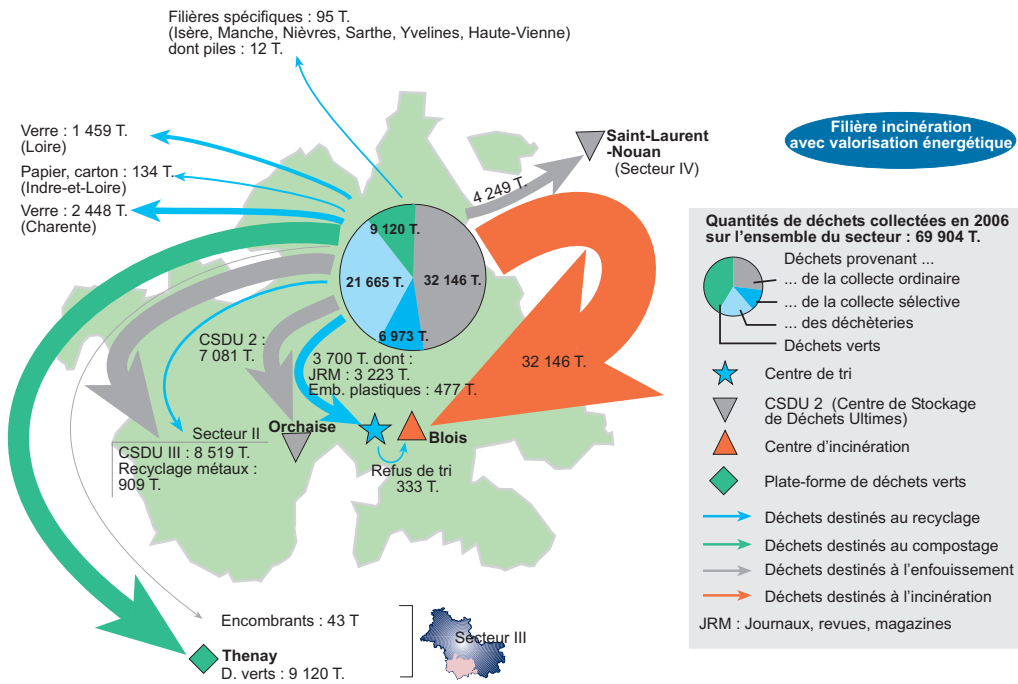 Filières spécifiques : 95 T.
(Isère, Manche, Nièvres, Sarthe, Yvelines, Haute-Vienne)
dont piles : 12 T.
Verre : 1 459 T.
(Loire)
Papier, carton : 134 T.
(Indre-et-Loire)
Verre : 2 448 T.
(Charente)
Saint-Laurent
-Nouan
(Secteur IV)
4 249 T.
9 120 T.
21 665 T.
32 146 T.
6 973 T.
32 146 T.
CSDU 2 :
7 081 T.
3 700 T. dont :
JRM : 3 223 T.
Emb. plastiques : 477 T.
Orchaise
Blois
Refus de tri
333 T.
Secteur II
CSDU III : 8 519 T.
Recyclage métaux :
909 T.
Encombrants : 43 T
Thenay
D. verts : 9 120 T.
Secteur III
Filière incinération
avec valorisation énergétique
Quantités de déchets collectées en 2006
sur l'ensemble du secteur : 69 904 T.
Déchets provenant ...
... de la collecte ordinaire
... de la collecte sélective
... des déchèteries
Déchets verts
Centre de tri
CSDU 2 (Centre de Stockage
de Déchets Ultimes)
Centre d'incinération
Plate-forme de déchets verts
Déchets destinés au recyclage
Déchets destinés au compostage
Déchets destinés à l'enfouissement
Déchets destinés à l'incinération
JRM : Journaux, revues, magazines